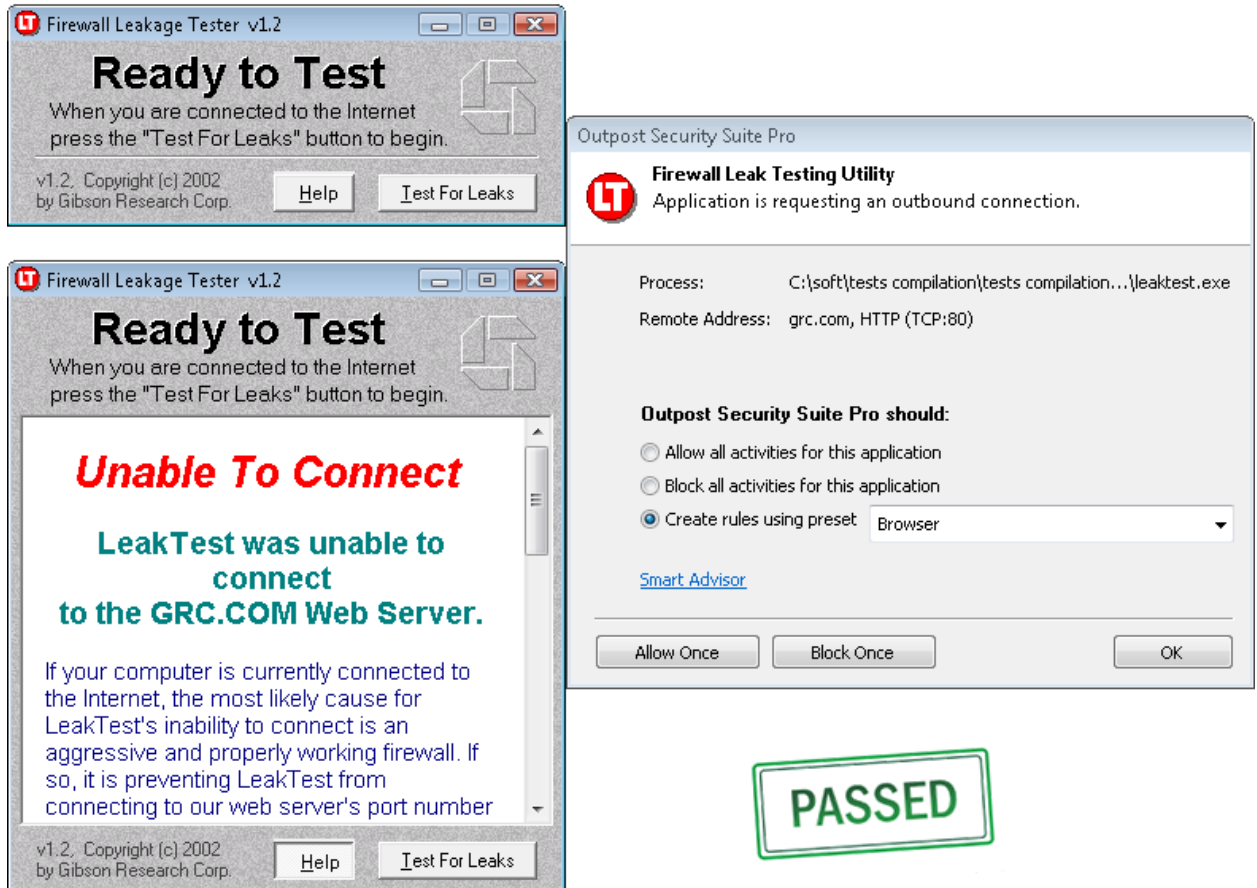 LT Firewall Leakage Tester v1.2
Ready to Test
When you are connected to the Internet
press the "Test For Leaks" button to begin.
v1.2, Copyright (c) 2002
by Gibson Research Corp.
Help
Test For Leaks
LT Firewall Leakage Tester v1.2
Ready to Test
When you are connected to the Internet
press the "Test For Leaks" button to begin.
Unable To Connect
LeakTest was unable to
connect
to the GRC.COM Web Server.
If your computer is currently connected to
the Internet, the most likely cause for
LeakTest's inability to connect is an
aggressive and properly working firewall. If
so, it is preventing LeakTest from
connecting to our web server's port number
v1.2, Copyright (c) 2002
by Gibson Research Corp.
Help
Test For Leaks
Outpost Security Suite Pro
LT
Firewall Leak Testing Utility
Application is requesting an outbound connection.
Process: C:\soft\tests compilation\tests compilation...\leaktest.exe
Remote Address: grc.com, HTTP (TCP:80)
Outpost Security Suite Pro should:
Allow all activities for this application
Block all activities for this application
Create rules using preset Browser
Smart Advisor
Allow Once Block Once OK
PASSED